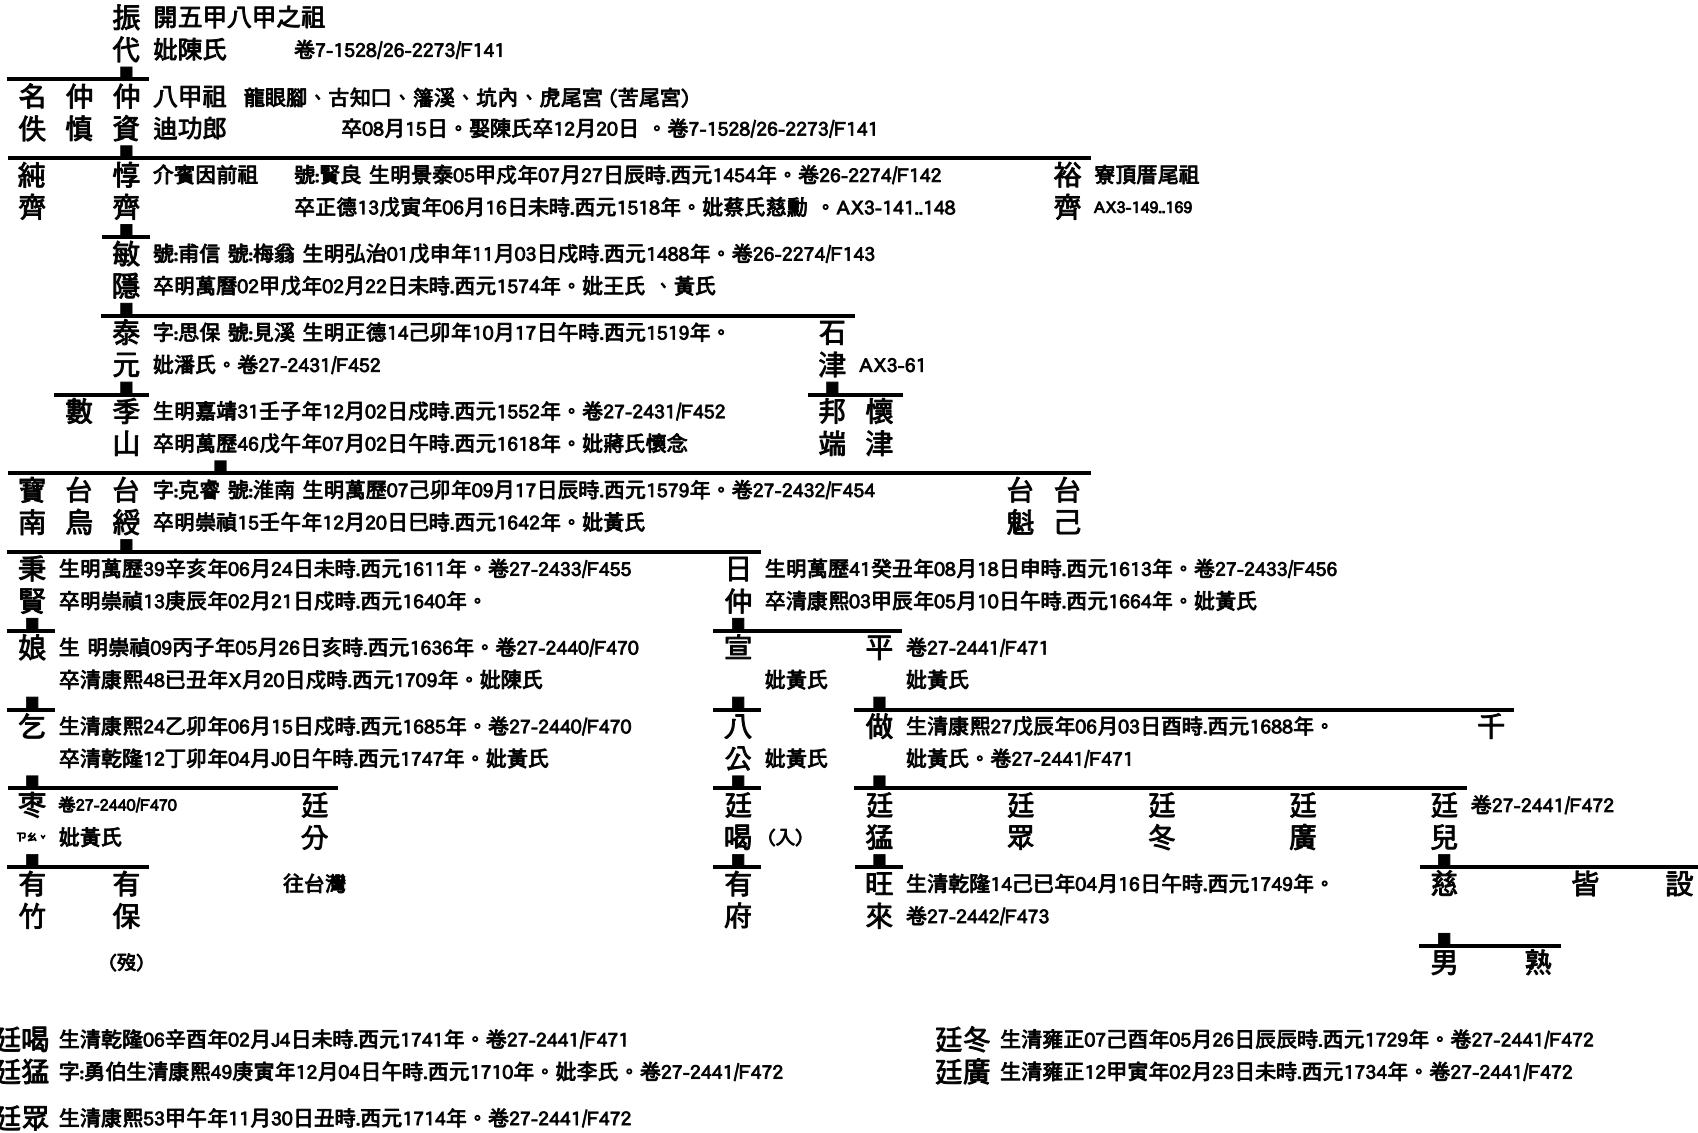 振代 開五甲八甲之祖
妣陳氏 卷7-1528/26-2273/F141
名佚 仲慎 仲資 八甲祖 龍眼腳、古知口、籓溪、坑內、虎尾宮 (苦尾宮)
迪功郎 卒08月15日。娶陳氏卒12月20日 。卷7-1528/26-2273/F141
純齊 惇齊 介賓因前祖 號:賢良 生明景泰05甲戍年07月27日辰時.西元1454年。卷26-2274/F142 裕齊 寮頂厝尾祖
卒正德13戊寅年06月16日未時.西元1518年。妣蔡氏慈勳 。AX3-141..148 AX3-149..169
敏隱 號:甫信 號:梅翁 生明弘治01戊申年11月03日戍時.西元1488年。卷26-2274/F143
卒明萬曆02甲戊年02月22日未時.西元1574年。妣王氏 、黃氏
泰元 字:思保 號:見溪 生明正德14己卯年10月17日午時.西元1519年。 石津
妣潘氏。卷27-2431/F452 AX3-61
數 季山 生明嘉靖31壬子年12月02日戍時.西元1552年。卷27-2431/F452 邦端 懷津
卒明萬歷46戊午年07月02日午時.西元1618年。妣蔣氏懷念
寶南 台烏 台綬 字:克睿 號:淮南 生明萬歷07己卯年09月17日辰時.西元1579年。卷27-2432/F454 台魁 台己
卒明崇禎15壬午年12月20日巳時.西元1642年。妣黃氏
秉賢 生明萬歷39辛亥年06月24日未時.西元1611年。卷27-2433/F455 日仲 生明萬歷41癸丑年08月18日申時.西元1613年。卷27-2433/F456
卒明崇禎13庚辰年02月21日戍時.西元1640年。 卒清康熙03甲辰年05月10日午時.西元1664年。妣黃氏
娘 生 明崇禎09丙子年05月26日亥時.西元1636年。卷27-2440/F470 宣 平 卷27-2441/F471
卒清康熙48已丑年X月20日戍時.西元1709年。妣陳氏 妣黃氏 妣黃氏
乞 生清康熙24乙卯年06月15日戍時.西元1685年。卷27-2440/F470 八公 做 生清康熙27戊辰年06月03日酉時.西元1688年。 千
卒清乾隆12丁卯年04月J0日午時.西元1747年。妣黃氏 妣黃氏 妣黃氏。卷27-2441/F471
棗 卷27-2440/F470 廷分 廷喝 廷猛 廷眾 廷冬 廷廣 廷兒 卷27-2441/F472
ㄗㄠˇ 妣黃氏 (入)
有竹 有保 往台灣 有府 旺來 生清乾隆14己已年04月16日午時.西元1749年。 慈 皆 設
卷27-2442/F473
(歿) 男 熟
廷喝 生清乾隆06辛酉年02月J4日未時.西元1741年。卷27-2441/F471 廷冬 生清雍正07己酉年05月26日辰辰時.西元1729年。卷27-2441/F472
廷猛 字:勇伯生清康熙49庚寅年12月04日午時.西元1710年。妣李氏。卷27-2441/F472 廷廣 生清雍正12甲寅年02月23日未時.西元1734年。卷27-2441/F472
廷眾 生清康熙53甲午年11月30日丑時.西元1714年。卷27-2441/F472